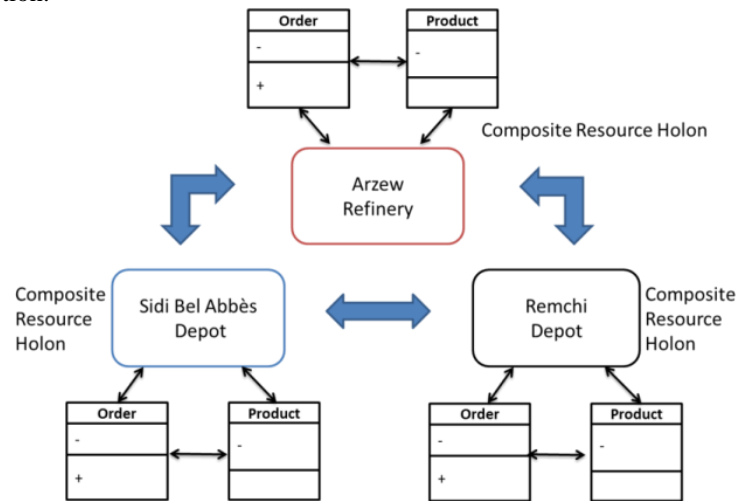 tion.
Order
-
+
Product
-
Composite Resource Holon
Arzew
Refinery
Composite
Resource
Holon
Sidi Bel Abbès
Depot
Remchi
Depot
Composite
Resource
Holon
Order
-
+
Product
-
Order
-
+
Product
-